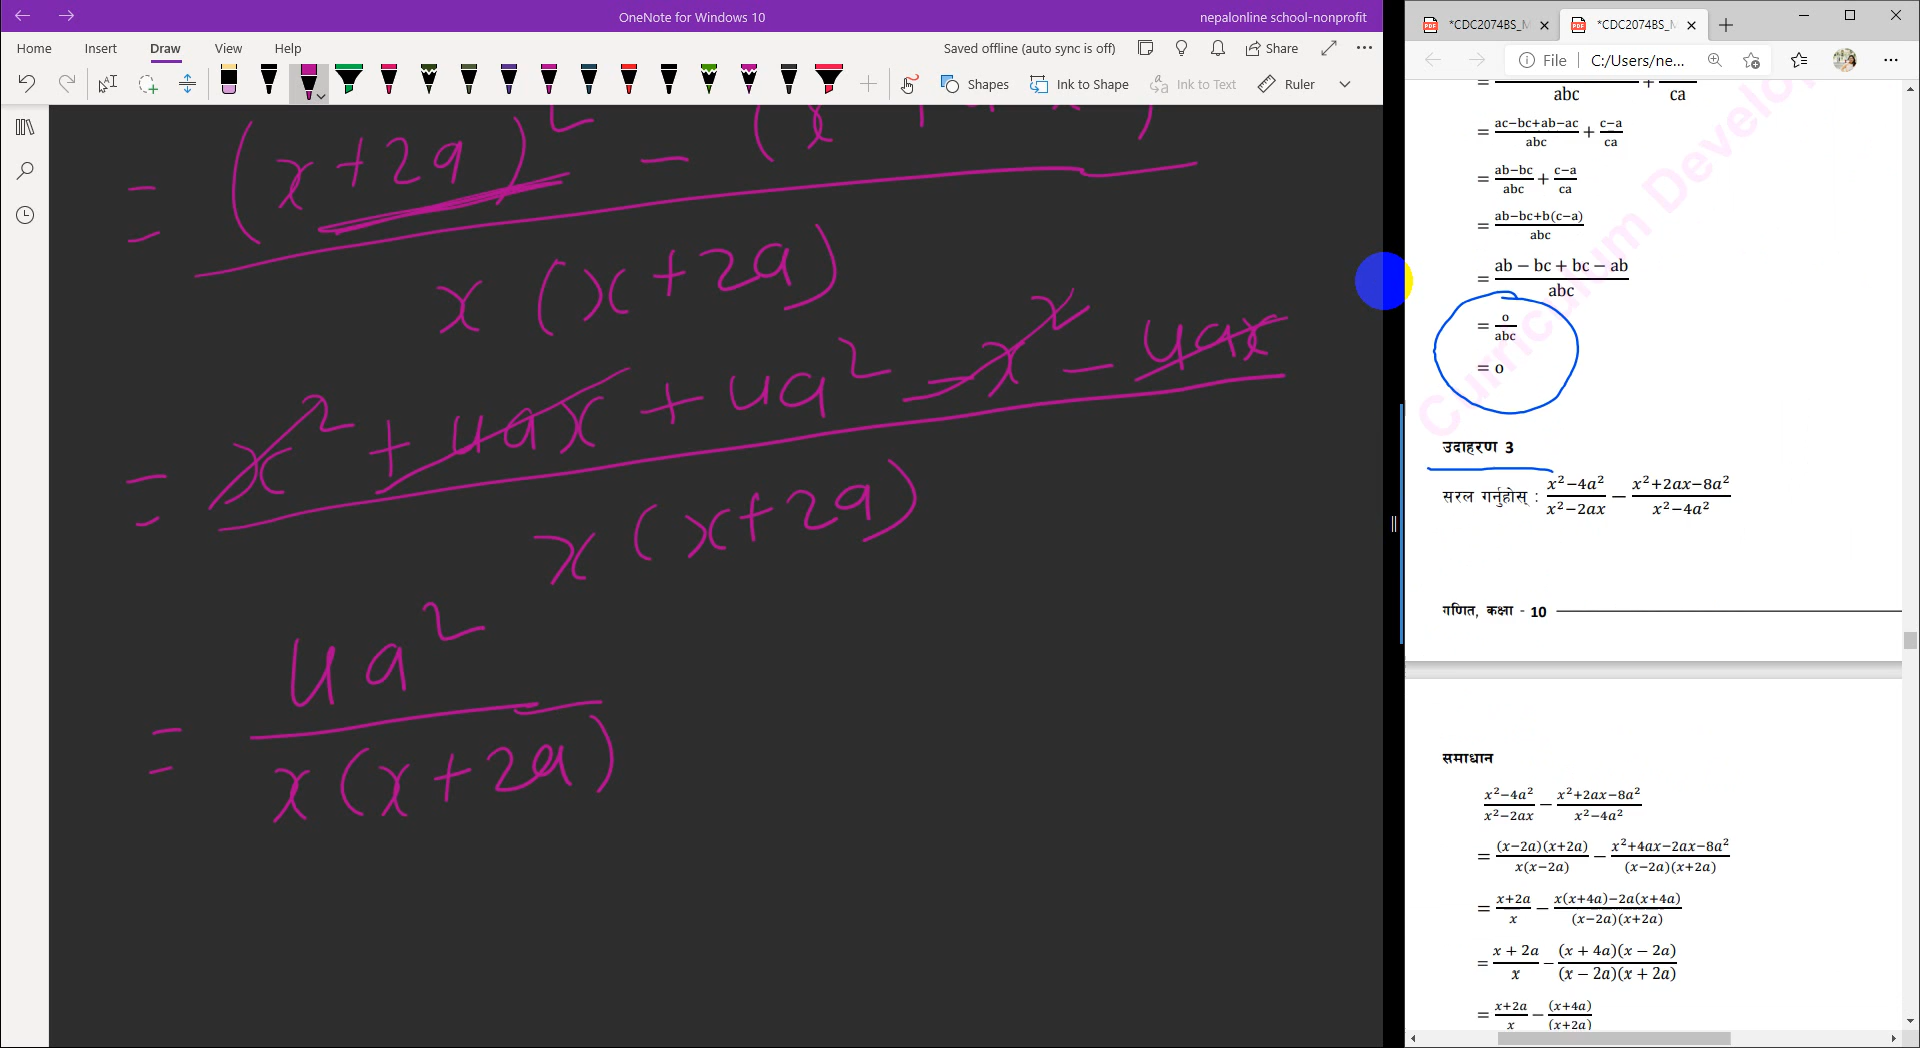 OneNote for Windows 10
nepalonline school-nonprofit
Home Insert Draw View Help
Saved offline (auto sync is off) Share
Shapes Ink to Shape Ink to Text Ruler
= (x+2a)² − (
x (x+2a)
= x² + 4ax + 4a² − x² − 4ax
x (x+2a)
= 4a²
x (x+2a)
*CDC2074BS_M *CDC2074BS_M
File C:/Users/ne...
= + 
abc ca
= ac−bc+ab−ac/abc + c−a/ca
= ab−bc/abc + c−a/ca
= ab−bc+b(c−a)/abc
= ab − bc + bc − ab/abc
= 0/abc
= 0
उदाहरण 3
सरल गर्नुहोस् : x²−4a²/x²−2ax − x²+2ax−8a²/x²−4a²
गणित, कक्षा - 10
समाधान
x²−4a²/x²−2ax − x²+2ax−8a²/x²−4a²
= (x−2a)(x+2a)/x(x−2a) − x²+4ax−2ax−8a²/(x−2a)(x+2a)
= x+2a/x − x(x+4a)−2a(x+4a)/(x−2a)(x+2a)
= x + 2a/x − (x + 4a)(x − 2a)/(x − 2a)(x + 2a)
= x+2a/x − (x+4a)/(x+2a)
Curriculum Develop